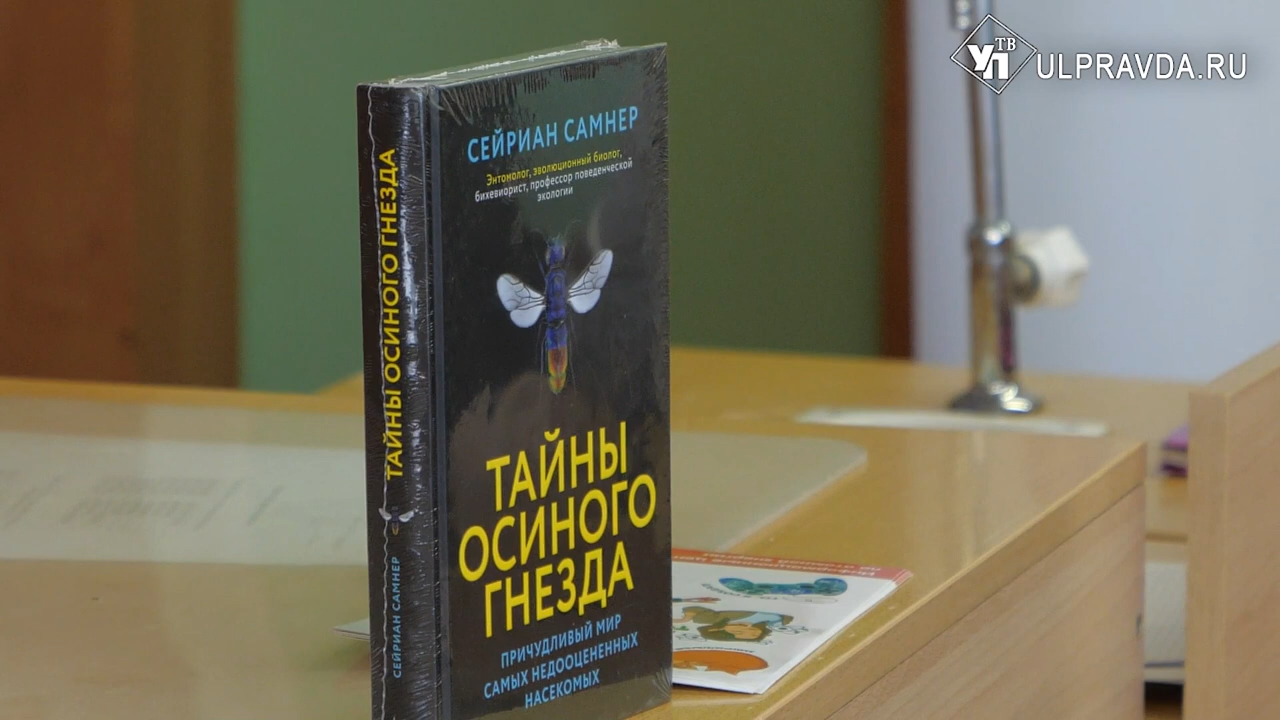 УП ТВ
ULPRAVDA.RU
СЕЙРИАН САМНЕР
Энтомолог, эволюционный биолог,
бихевиорист, профессор поведенческой
экологии
ТАЙНЫ
ОСИНОГО
ГНЕЗДА
ПРИЧУДЛИВЫЙ МИР
САМЫХ НЕДООЦЕНЕННЫХ
НАСЕКОМЫХ
ТАЙНЫ ОСИНОГО ГНЕЗДА
СЕЙРИАН САМНЕР